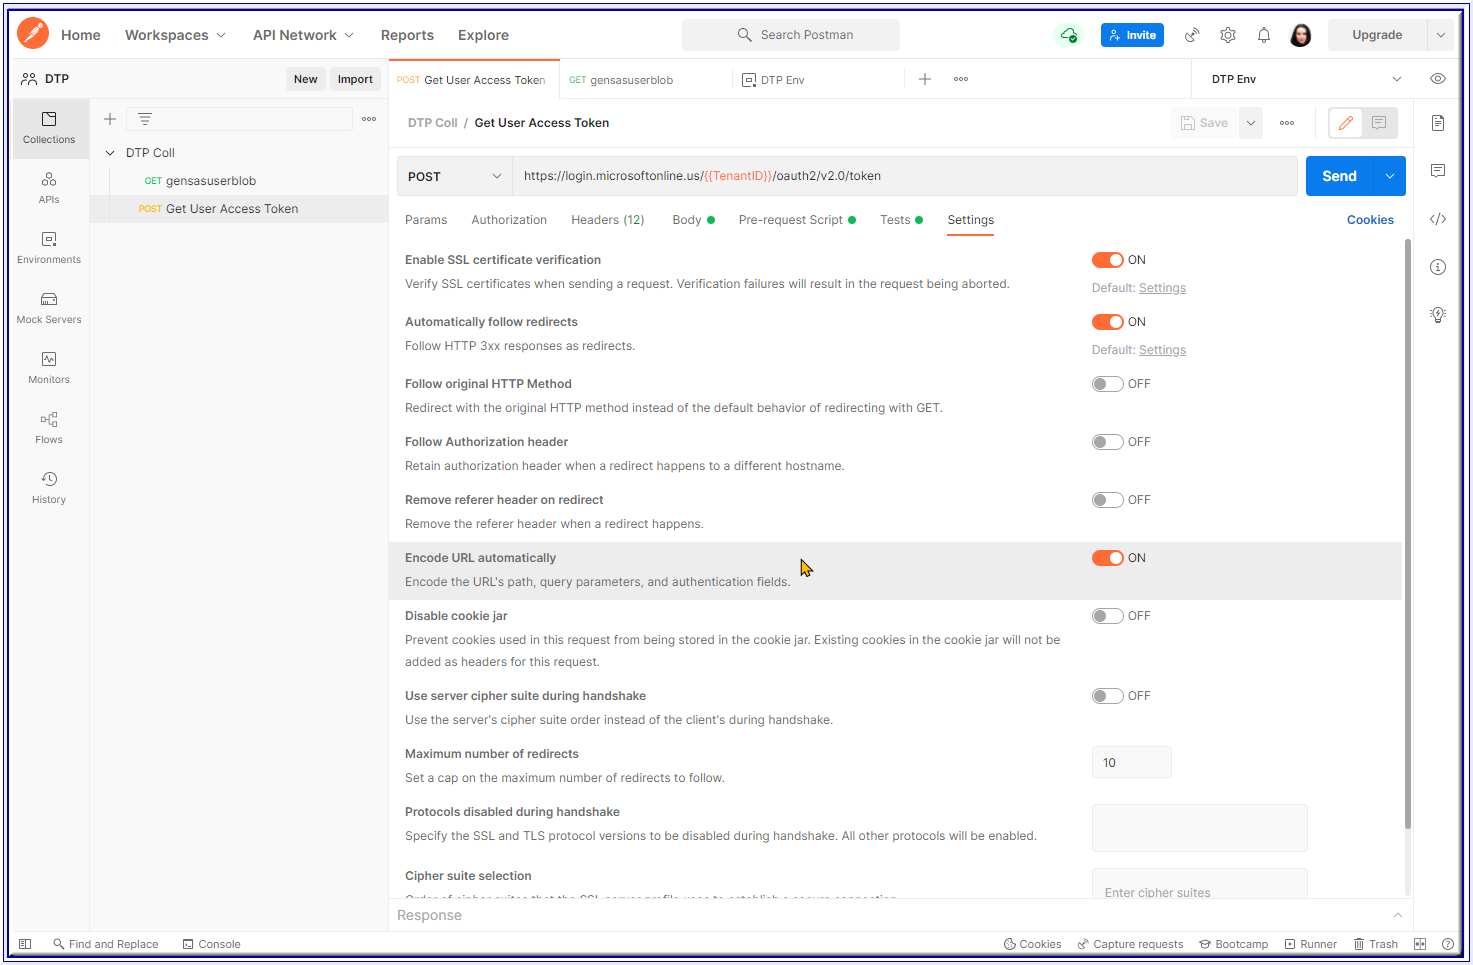 Home Workspaces API Network Reports Explore Search Postman Invite Upgrade
DTP New Import POST Get User Access Token GET gensasuserblob DTP Env DTP Env
Collections
DTP Coll / Get User Access Token Save
DTP Coll
GET gensasuserblob
POST Get User Access Token
APIs
Environments
Mock Servers
Monitors
Flows
History
POST https://login.microsoftonline.us/{{TenantID}}/oauth2/v2.0/token Send
Params Authorization Headers (12) Body Pre-request Script Tests Settings Cookies
Enable SSL certificate verification ON
Verify SSL certificates when sending a request. Verification failures will result in the request being aborted. Default: Settings
Automatically follow redirects ON
Follow HTTP 3xx responses as redirects. Default: Settings
Follow original HTTP Method OFF
Redirect with the original HTTP method instead of the default behavior of redirecting with GET.
Follow Authorization header OFF
Retain authorization header when a redirect happens to a different hostname.
Remove referer header on redirect OFF
Remove the referer header when a redirect happens.
Encode URL automatically ON
Encode the URL's path, query parameters, and authentication fields.
Disable cookie jar OFF
Prevent cookies used in this request from being stored in the cookie jar. Existing cookies in the cookie jar will not be
added as headers for this request.
Use server cipher suite during handshake OFF
Use the server's cipher suite order instead of the client's during handshake.
Maximum number of redirects 10
Set a cap on the maximum number of redirects to follow.
Protocols disabled during handshake
Specify the SSL and TLS protocol versions to be disabled during handshake. All other protocols will be enabled.
Cipher suite selection
Order of cipher suites that the SSL server profile uses to establish a secure connection. Enter cipher suites
Response
Find and Replace Console Cookies Capture requests Bootcamp Runner Trash